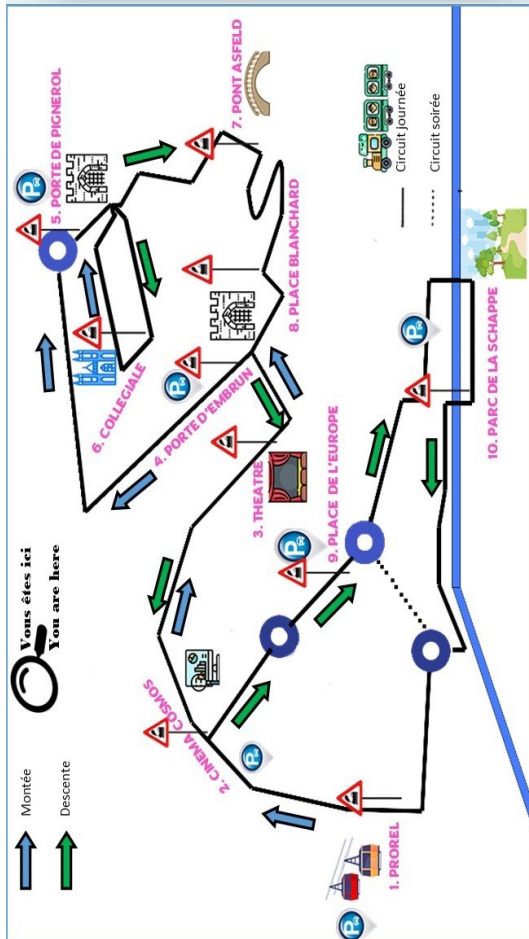 Vous êtes ici
You are here
Montée
Descente
1. PROREL
2. CINEMA COSMOS
3. THEATRE
4. PORTE D'EMBRUN
5. PORTE DE PIGNEROL
6. COLLEGIALE
7. PONT ASFELD
8. PLACE BLANCHARD
9. PLACE DE L'EUROPE
10. PARC DE LA SCHAPPE
Circuit journée
Circuit soirée
P
P
P
P
P
P